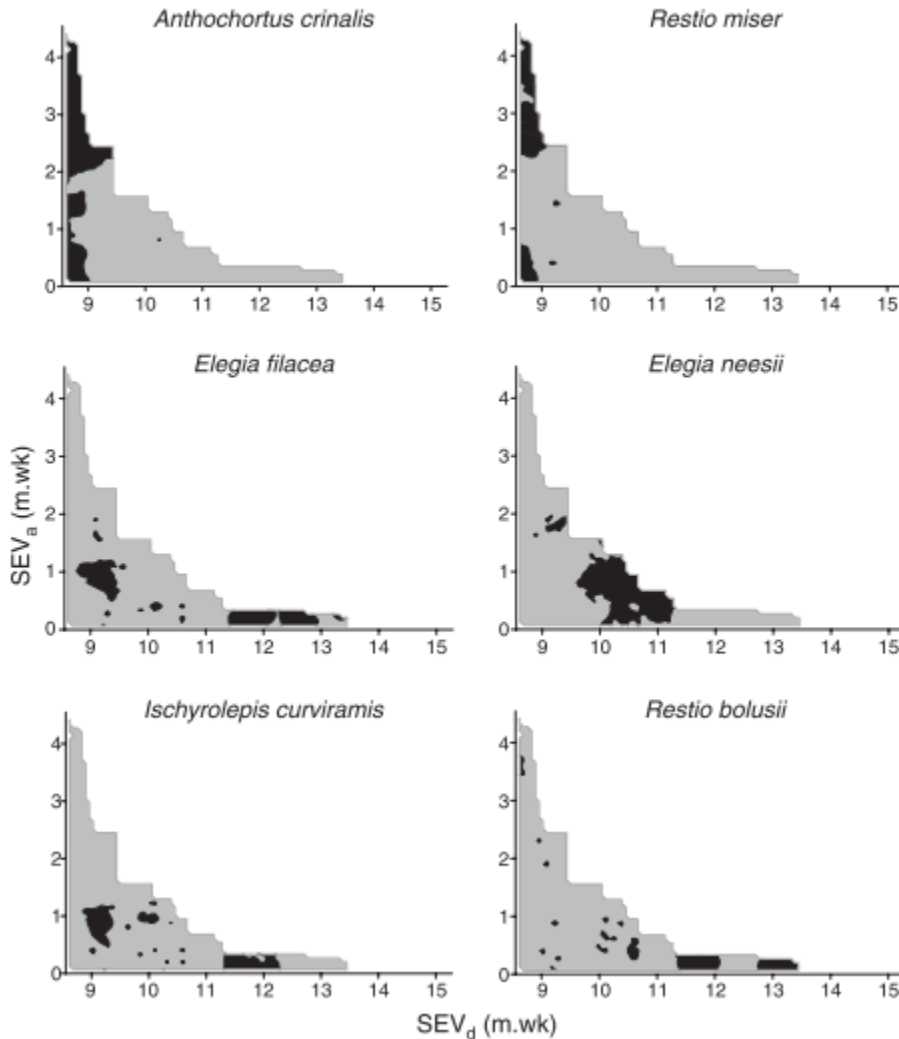 Anthochortus crinalis
4
3
2
1
0
9 10 11 12 13 14 15
Restio miser
4
3
2
1
0
9 10 11 12 13 14 15
Elegia filacea
4
3
2
1
0
9 10 11 12 13 14 15
Elegia neesii
4
3
2
1
0
9 10 11 12 13 14 15
SEVa (m.wk)
Ischyrolepis curviramis
4
3
2
1
0
9 10 11 12 13 14 15
Restio bolusii
4
3
2
1
0
9 10 11 12 13 14 15
SEVd (m.wk)